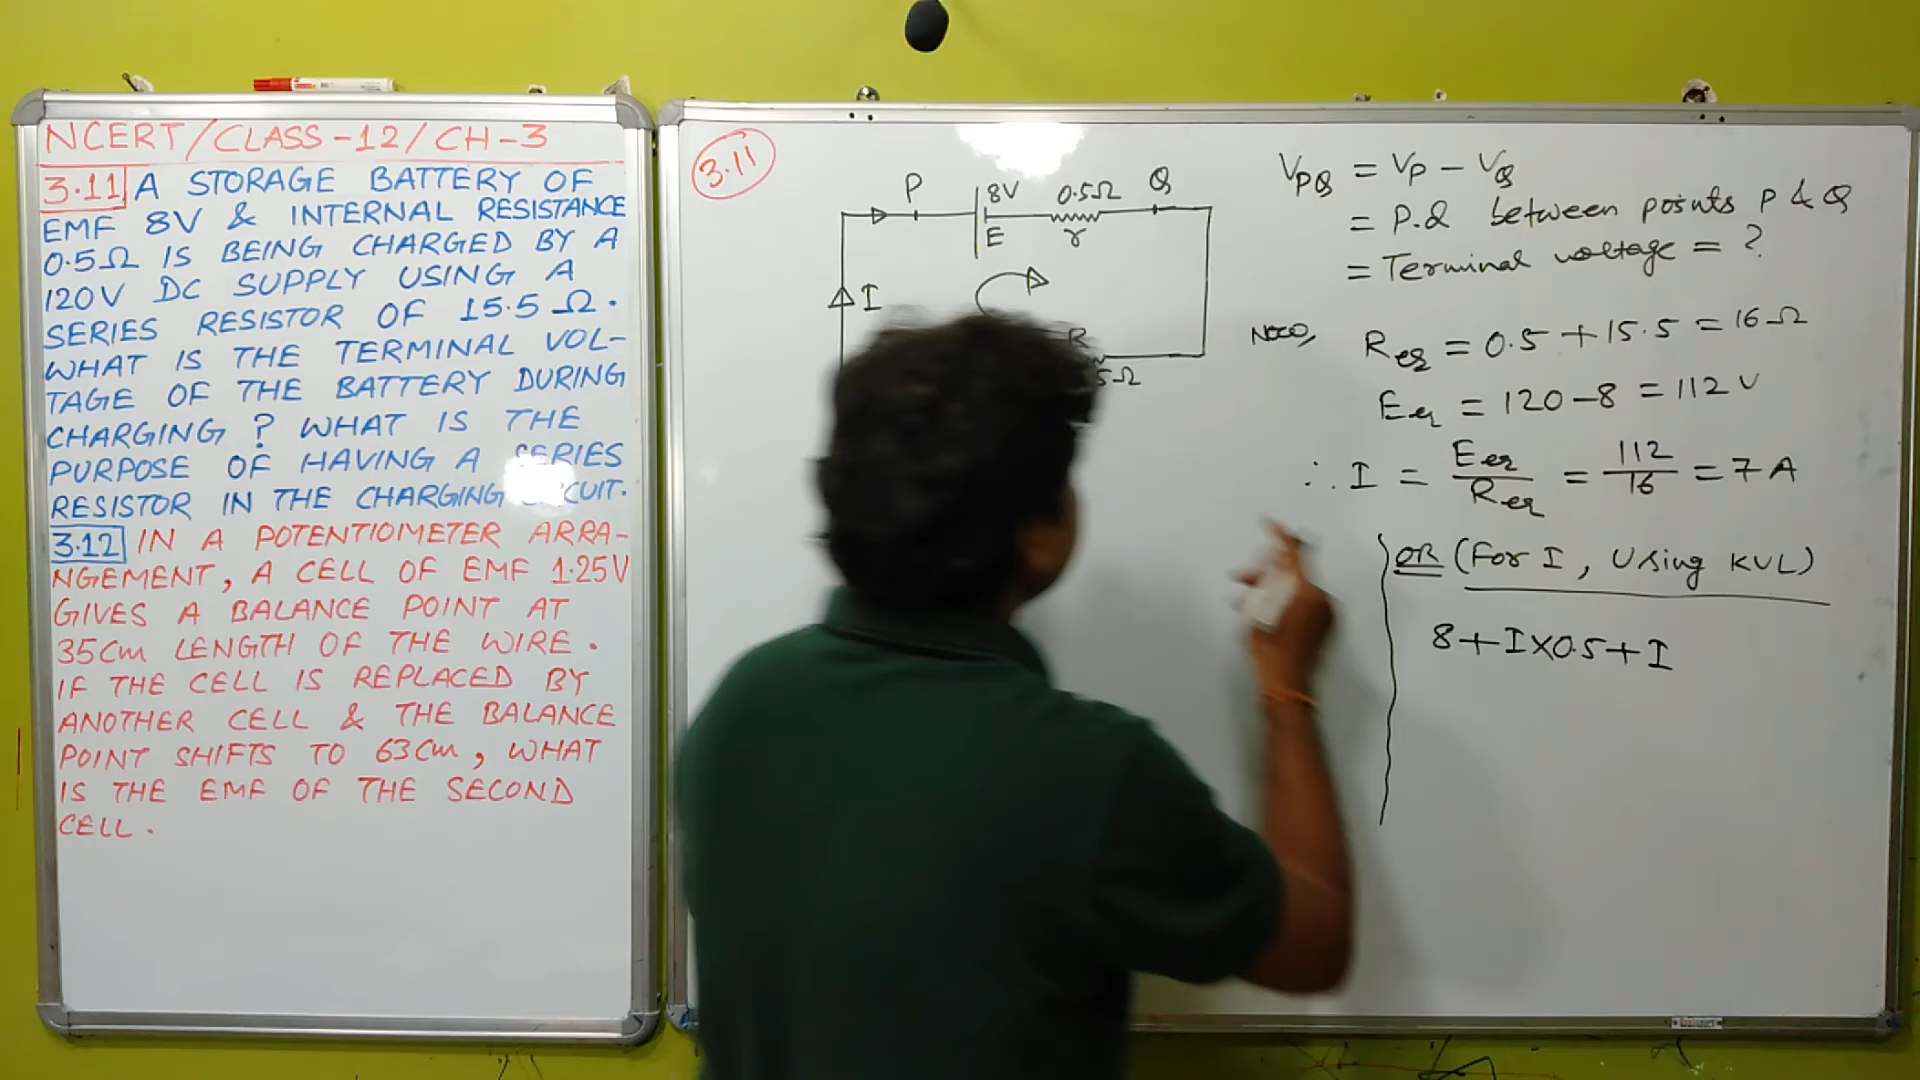 NCERT/CLASS-12/CH-3
3.11 A STORAGE BATTERY OF
EMF 8V & INTERNAL RESISTANCE
0.5Ω IS BEING CHARGED BY A
120V DC SUPPLY USING A
SERIES RESISTOR OF 15.5Ω.
WHAT IS THE TERMINAL VOL-
TAGE OF THE BATTERY DURING
CHARGING? WHAT IS THE
PURPOSE OF HAVING A SERIES
RESISTOR IN THE CHARGING CIRCUIT.
3.12 IN A POTENTIOMETER ARRA-
NGEMENT, A CELL OF EMF 1.25V
GIVES A BALANCE POINT AT
35cm LENGTH OF THE WIRE.
IF THE CELL IS REPLACED BY
ANOTHER CELL & THE BALANCE
POINT SHIFTS TO 63cm, WHAT
IS THE EMF OF THE SECOND
CELL.
3.11
P 8V 0.5Ω Q
E r
I
R
5Ω
V_PQ = V_P - V_Q
= P.d between points P & Q
= Terminal voltage = ?
Now, R_eq = 0.5 + 15.5 = 16Ω
E_eq = 120 - 8 = 112 V
∴ I = E_eq/R_eq = 112/16 = 7 A
OR (For I, Using KVL)
8+I×0.5+I